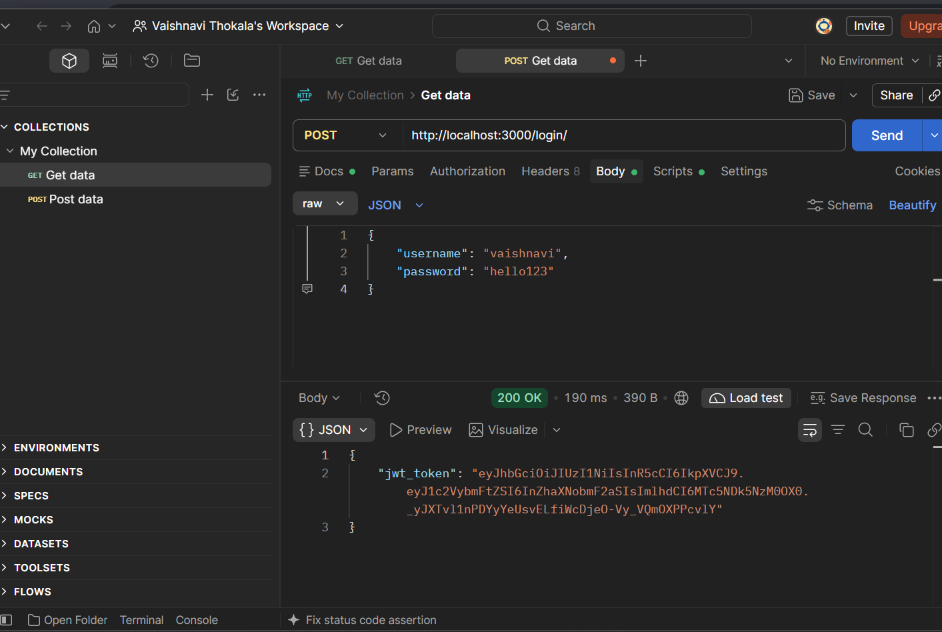 Vaishnavi Thokala's Workspace
Search
Invite
Upgra
GET Get data
POST Get data
No Environment
HTTP
My Collection > Get data
Save
Share
COLLECTIONS
My Collection
GET Get data
POST Post data
POST
http://localhost:3000/login/
Send
Docs
Params
Authorization
Headers 8
Body
Scripts
Settings
Cookies
raw
JSON
Schema
Beautify
1 {
2 "username": "vaishnavi",
3 "password": "hello123"
4 }
Body
200 OK
190 ms
390 B
Load test
e.g. Save Response
{} JSON
Preview
Visualize
1 {
2 "jwt_token": "eyJhbGciOiJIUzI1NiIsInR5cCI6IkpXVCJ9.
eyJ1c2VybmFtZSI6InZhaXNobmF2aSIsImlhdCI6MTc5NDk5NzM0OX0.
_yJXTvl1nPDYyYeUsvELfiWcDjeO-Vy_VQmOXPPcvlY"
3 }
ENVIRONMENTS
DOCUMENTS
SPECS
MOCKS
DATASETS
TOOLSETS
FLOWS
Open Folder
Terminal
Console
Fix status code assertion